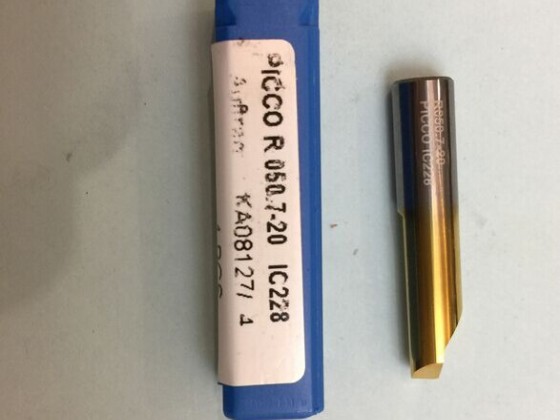 PICCO R 050.7-20 IC228
KA08127/ 1
R050.7-20
PICCO IC228